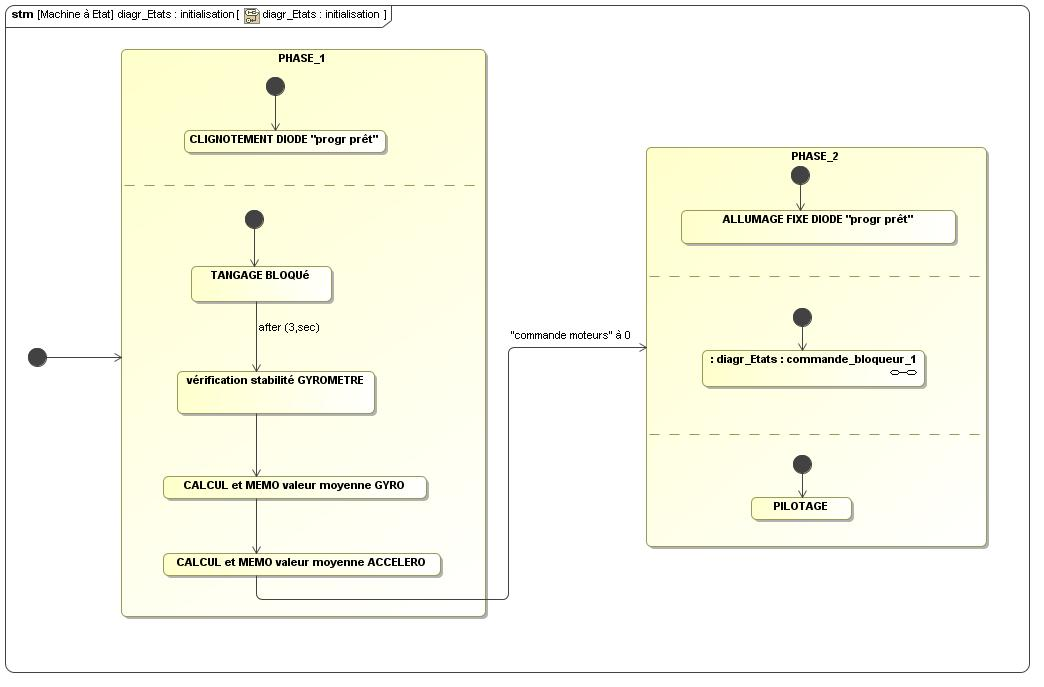 stm [Machine à Etat] diagr_Etats : initialisation [ diagr_Etats : initialisation ]
PHASE_1
CLIGNOTEMENT DIODE "progr prêt"
TANGAGE BLOQUé
after (3,sec)
vérification stabilité GYROMETRE
CALCUL et MEMO valeur moyenne GYRO
CALCUL et MEMO valeur moyenne ACCELERO
"commande moteurs" à 0
PHASE_2
ALLUMAGE FIXE DIODE "progr prêt"
: diagr_Etats : commande_bloqueur_1
PILOTAGE